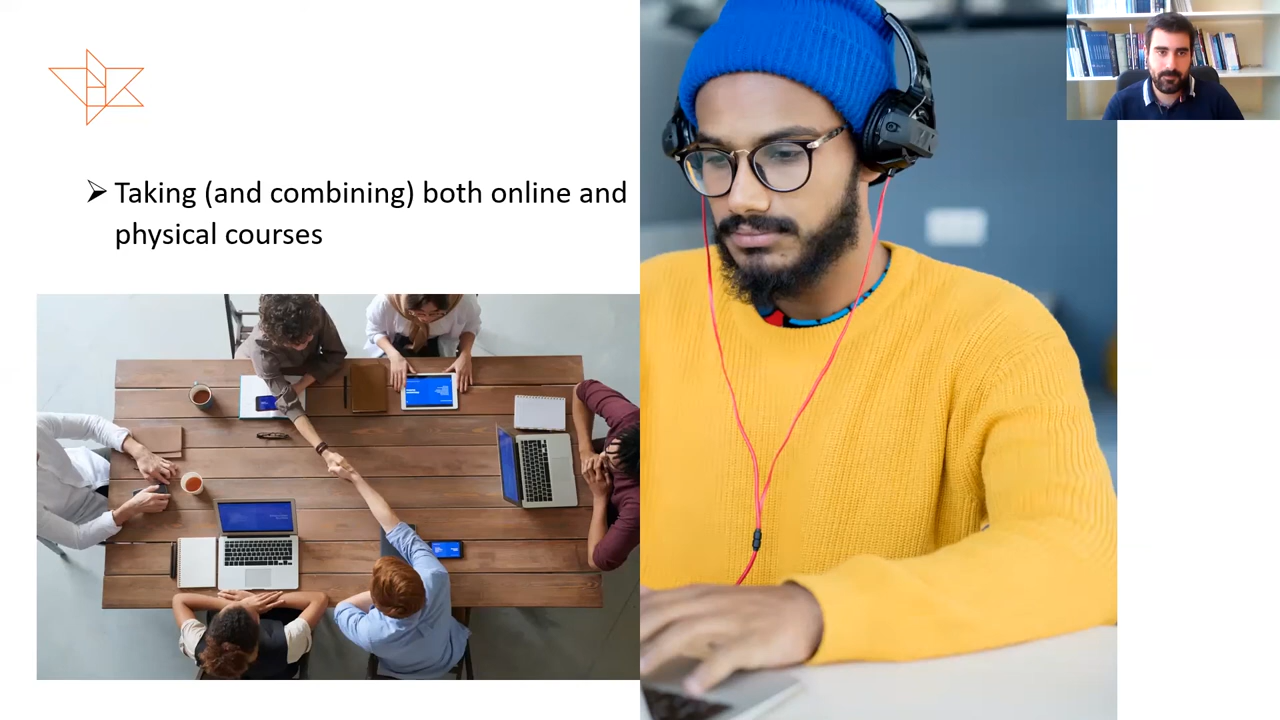 ➢ Taking (and combining) both online and
physical courses